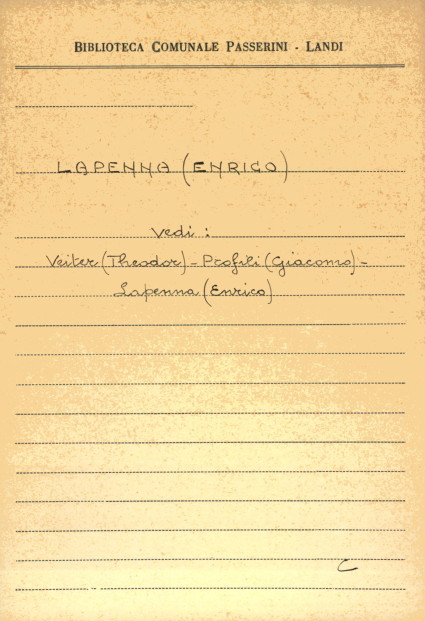 BIBLIOTECA COMUNALE PASSERINI - LANDI
LAPENNA (ENRICO)
Vedi :
Veiter (Theodor) - Profili (Giacomo) -
Lapenna (Enrico)
C